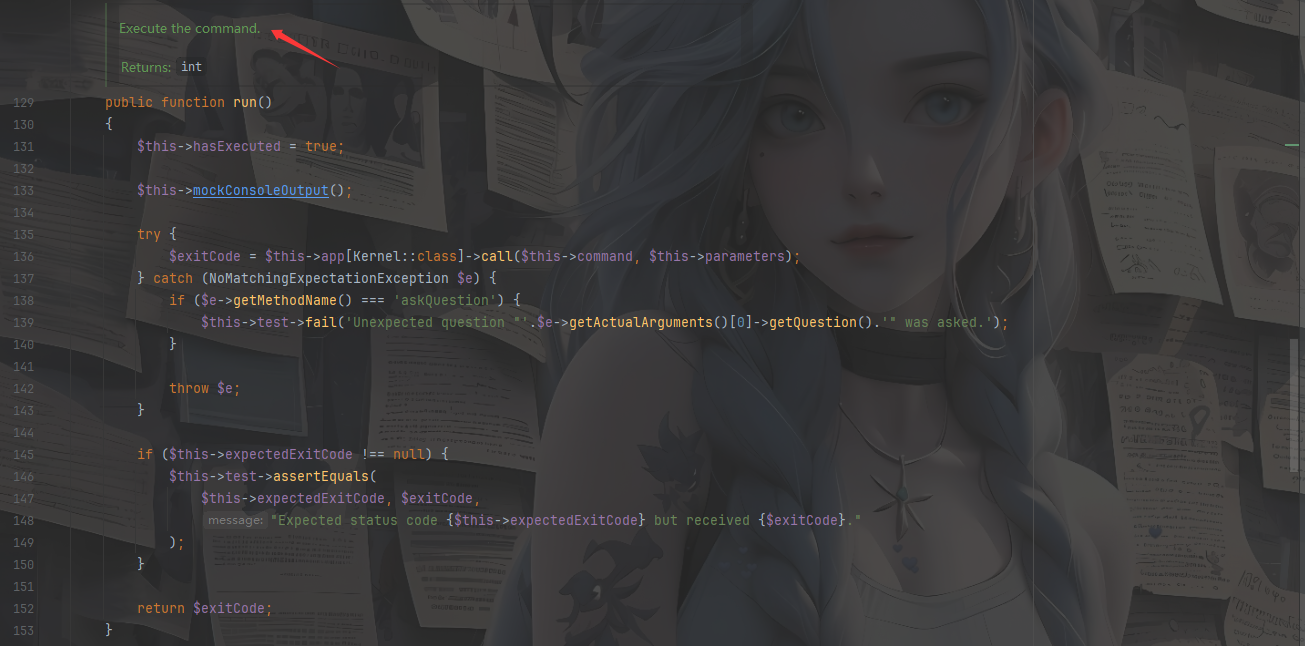 Execute the command.
Returns: int
129 public function run()
130 {
131 $this->hasExecuted = true;
132
133 $this->mockConsoleOutput();
134
135 try {
136 $exitCode = $this->app[Kernel::class]->call($this->command, $this->parameters);
137 } catch (NoMatchingExpectationException $e) {
138 if ($e->getMethodName() === 'askQuestion') {
139 $this->test->fail('Unexpected question "'.$e->getActualArguments()[0]->getQuestion().'" was asked.');
140 }
141
142 throw $e;
143 }
144
145 if ($this->expectedExitCode !== null) {
146 $this->test->assertEquals(
147 $this->expectedExitCode, $exitCode,
148 message: "Expected status code {$this->expectedExitCode} but received {$exitCode}."
149 );
150 }
151
152 return $exitCode;
153 }